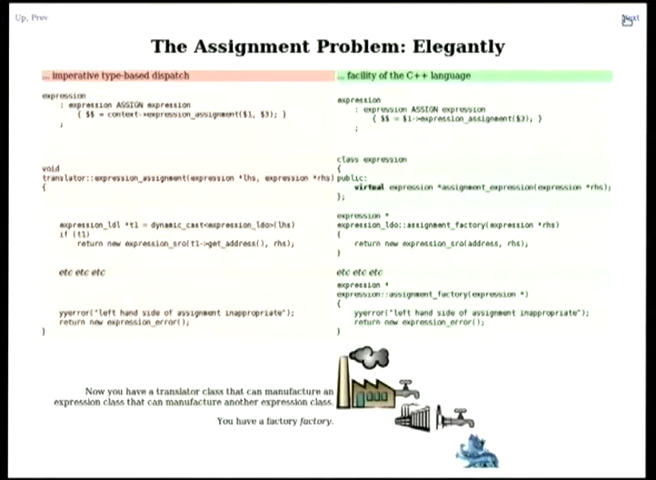 Up, Prev
Next
The Assignment Problem: Elegantly
... imperative type-based dispatch
expression
: expression ASSIGN expression
{ $$ = context->expression_assignment($1, $3); }
;
void
translator::expression_assignment(expression *lhs, expression *rhs)
{
expression_ldl *t1 = dynamic_cast<expression_ldo>(lhs)
if (t1)
return new expression_sro(t1->get_address(), rhs);
etc etc etc
yyerror("left hand side of assignment inappropriate");
return new expression_error();
}
... facility of the C++ language
expression
: expression ASSIGN expression
{ $$ = $1->expression_assignment($3); }
;
class expression
{
public:
virtual expression *assignment_expression(expression *rhs);
};
expression *
expression_ldo::assignment_factory(expression *rhs)
{
return new expression_sro(address, rhs);
}
etc etc etc
expression *
expression::assignment_factory(expression *)
{
yyerror("left hand side of assignment inappropriate");
return new expression_error();
}
Now you have a translator class that can manufacture an
expression class that can manufacture another expression class.
You have a factory factory.